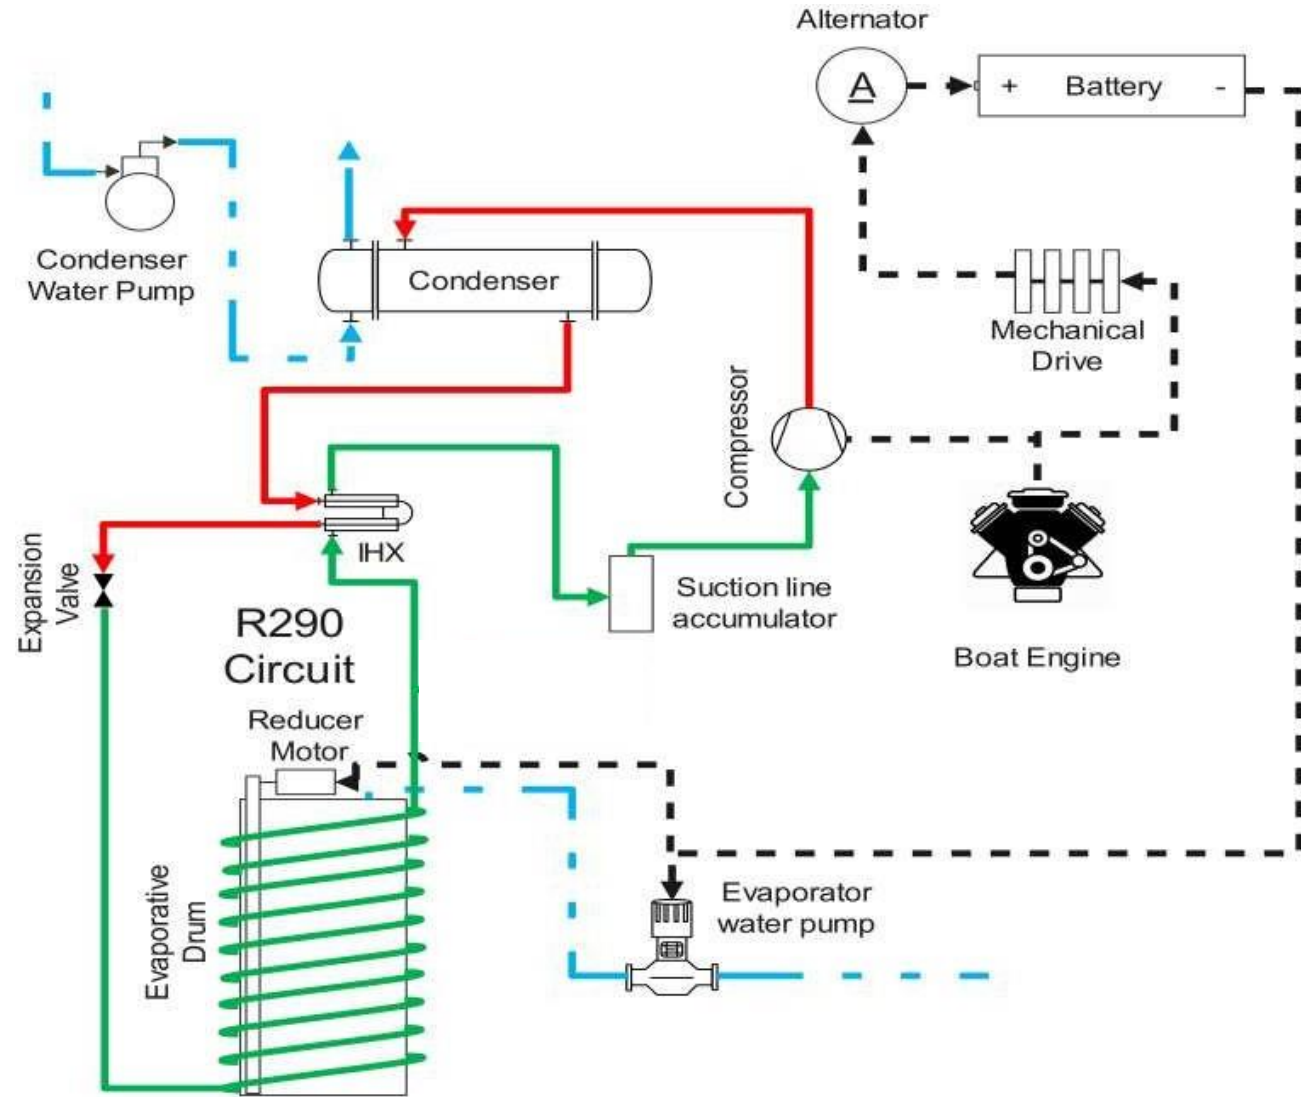 Alternator
A
+ Battery -
Condenser
Water Pump
Condenser
Mechanical
Drive
Compressor
IHX
Expansion
Valve
Suction line
accumulator
R290
Circuit
Boat Engine
Reducer
Motor
Evaporative
Drum
Evaporator
water pump